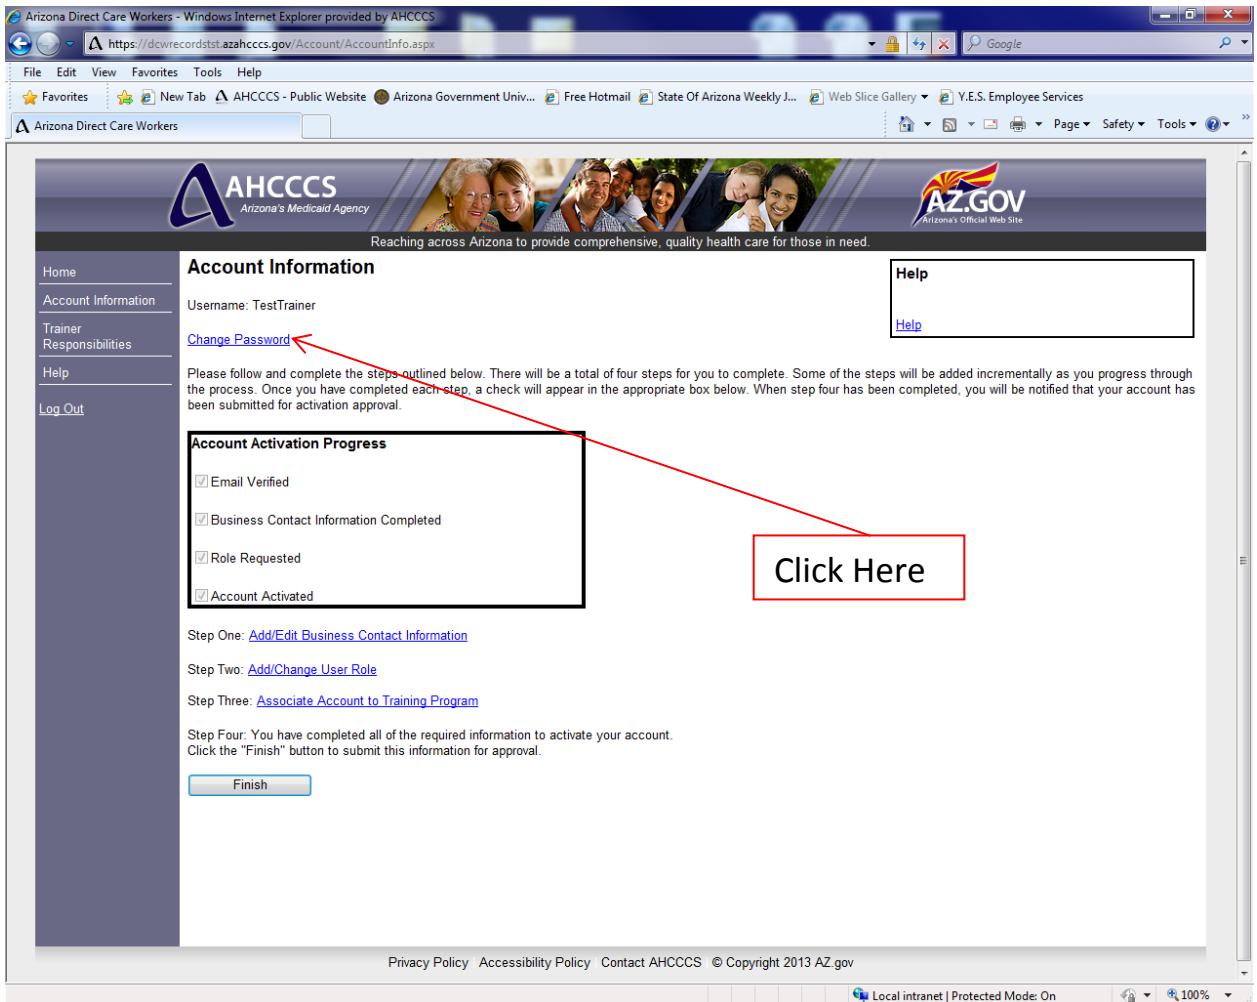 Arizona Direct Care Workers - Windows Internet Explorer provided by AHCCCS
https://dcwrecordstst.azahcccs.gov/Account/AccountInfo.aspx
Google
File Edit View Favorites Tools Help
Favorites New Tab AHCCCS - Public Website Arizona Government Univ... Free Hotmail State Of Arizona Weekly J... Web Slice Gallery Y.E.S. Employee Services
Arizona Direct Care Workers
Page Safety Tools
AHCCCS
Arizona's Medicaid Agency
AZ.GOV
Arizona's Official Web Site
Reaching across Arizona to provide comprehensive, quality health care for those in need.
Home
Account Information
Trainer
Responsibilities
Help
Log Out
Account Information
Username: TestTrainer
Change Password
Help
Help
Please follow and complete the steps outlined below. There will be a total of four steps for you to complete. Some of the steps will be added incrementally as you progress through
the process. Once you have completed each step, a check will appear in the appropriate box below. When step four has been completed, you will be notified that your account has
been submitted for activation approval.
Account Activation Progress
Email Verified
Business Contact Information Completed
Role Requested
Account Activated
Click Here
Step One: Add/Edit Business Contact Information
Step Two: Add/Change User Role
Step Three: Associate Account to Training Program
Step Four: You have completed all of the required information to activate your account.
Click the "Finish" button to submit this information for approval.
Finish
Privacy Policy Accessibility Policy Contact AHCCCS © Copyright 2013 AZ.gov
Local intranet | Protected Mode: On 100%